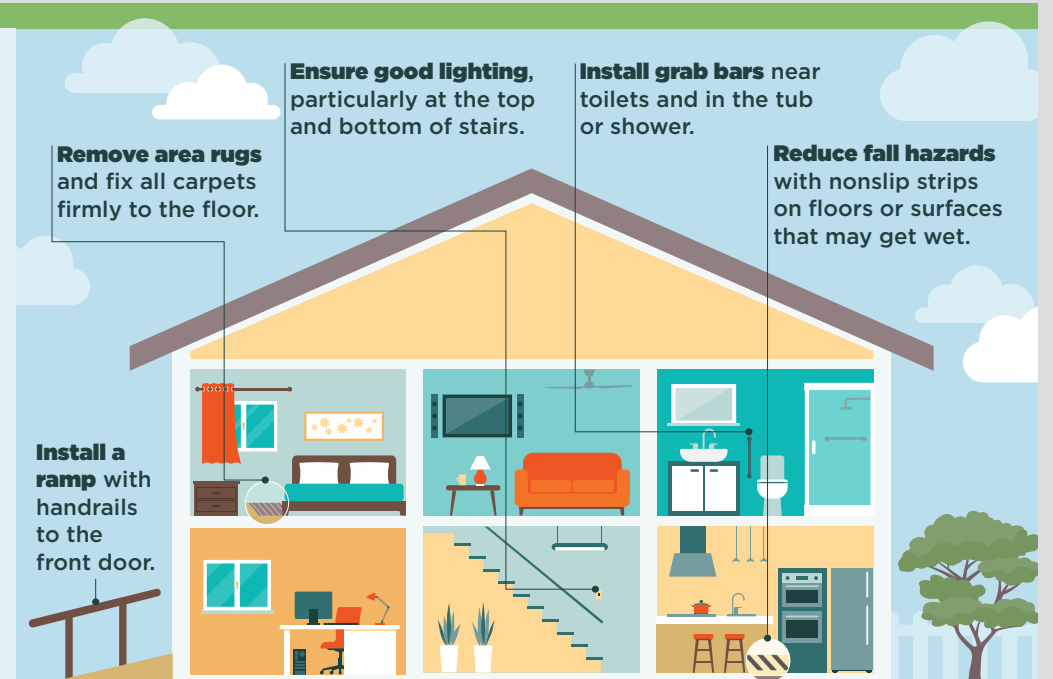 Ensure good lighting,
particularly at the top
and bottom of stairs.
Install grab bars near
toilets and in the tub
or shower.
Remove area rugs
and fix all carpets
firmly to the floor.
Reduce fall hazards
with nonslip strips
on floors or surfaces
that may get wet.
Install a
ramp with
handrails
to the
front door.